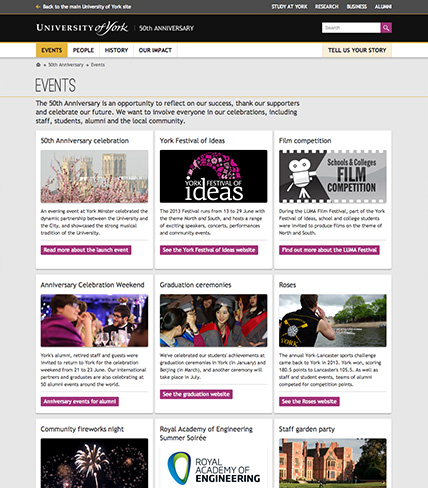 Back to the main University of York site
STUDY AT YORK RESEARCH BUSINESS ALUMNI
UNIVERSITY of York 50th ANNIVERSARY
Search
EVENTS PEOPLE HISTORY OUR IMPACT TELL US YOUR STORY
50th Anniversary » Events
EVENTS
The 50th Anniversary is an opportunity to reflect on our success, thank our supporters
and celebrate our future. We want to involve everyone in our celebrations, including
staff, students, alumni and the local community.
50th Anniversary celebration
An evening event at York Minster celebrated the
dynamic partnership between the University and
the City, and showcased the strong musical
tradition of the University.
Read more about the launch event
York Festival of Ideas
YORK FESTIVAL OF
ideas
The 2013 Festival runs from 13 to 29 June with
the theme North and South, and hosts a range
of exciting speakers, concerts, performances
and community events.
See the York Festival of Ideas website
Film competition
Schools & Colleges
FILM
COMPETITION
During the LUMA Film Festival, part of the York
Festival of Ideas, school and college students
were invited to produce films on the theme of
North and South.
Find out more about the LUMA Festival
Anniversary Celebration Weekend
York's alumni, retired staff and guests were
invited to return to York for the celebration
weekend from 21 to 23 June. Our international
partners and graduates are also celebrating at
50 alumni events around the world.
Anniversary events for alumni
Graduation ceremonies
We've celebrated our students' achievements at
graduation ceremonies in York (in January) and
Beijing (in March), and another ceremony will
take place in July.
See the graduation website
Roses
YORK
The annual York-Lancaster sports challenge
came back to York in 2013. York won, scoring
180.5 points to Lancaster's 105.5. As well as
staff and student events, teams of alumni
competed for competition points.
See the Roses website
Community fireworks night
Royal Academy of Engineering
Summer Soirée
ROYAL
ACADEMY OF
ENGINEERING
Staff garden party